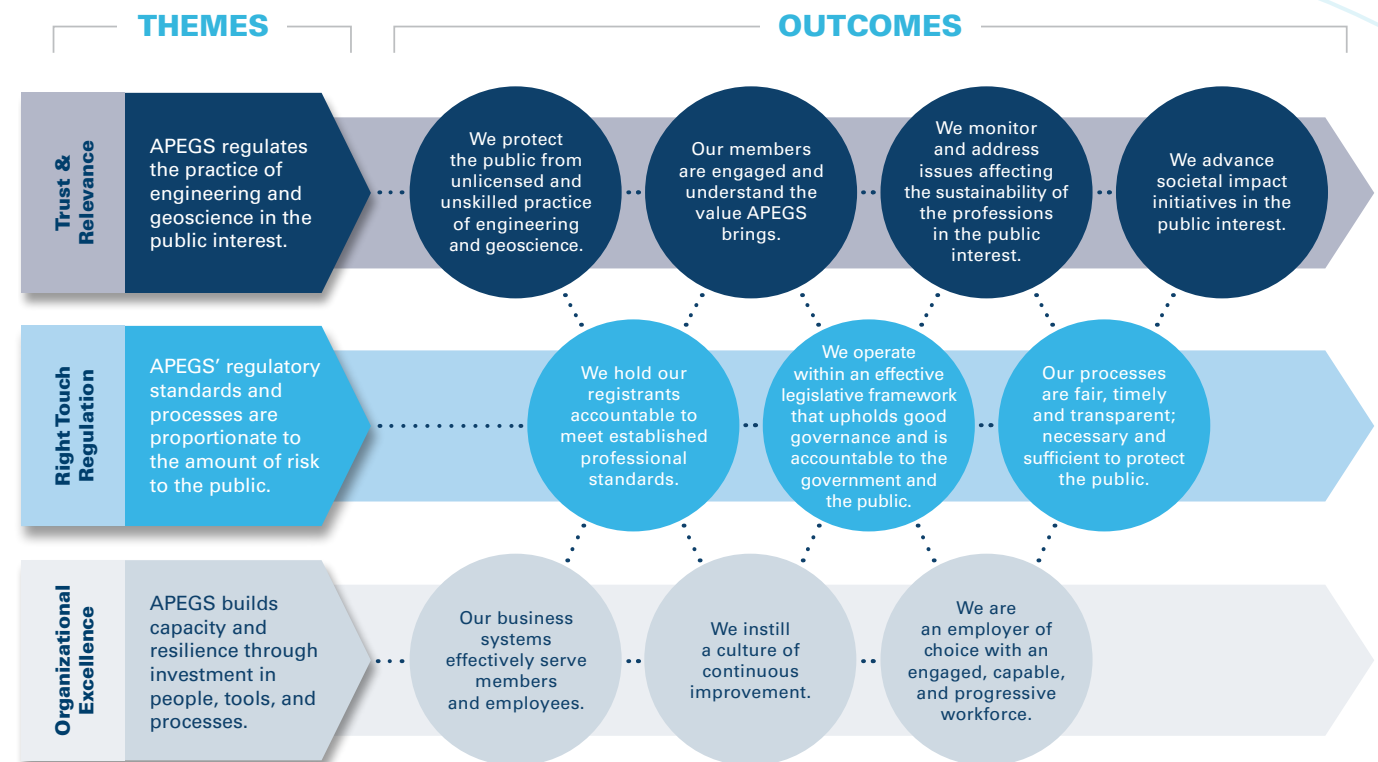 THEMES
OUTCOMES
Trust &
Relevance
APEGS regulates
the practice of
engineering and
geoscience in the
public interest.
We protect
the public from
unlicensed and
unskilled practice
of engineering
and geoscience.
Our members
are engaged and
understand the
value APEGS
brings.
We monitor
and address
issues affecting
the sustainability of
the professions
in the public
interest.
We advance
societal impact
initiatives in the
public interest.
Right Touch
Regulation
APEGS’ regulatory
standards and
processes are
proportionate to
the amount of risk
to the public.
We hold our
registrants
accountable to
meet established
professional
standards.
We operate
within an effective
legislative framework
that upholds good
governance and is
accountable to the
government and
the public.
Our processes
are fair, timely
and transparent;
necessary and
sufficient to protect
the public.
Organizational
Excellence
APEGS builds
capacity and
resilience through
investment in
people, tools, and
processes.
Our business
systems
effectively serve
members
and employees.
We instill
a culture of
continuous
improvement.
We are
an employer of
choice with an
engaged, capable,
and progressive
workforce.